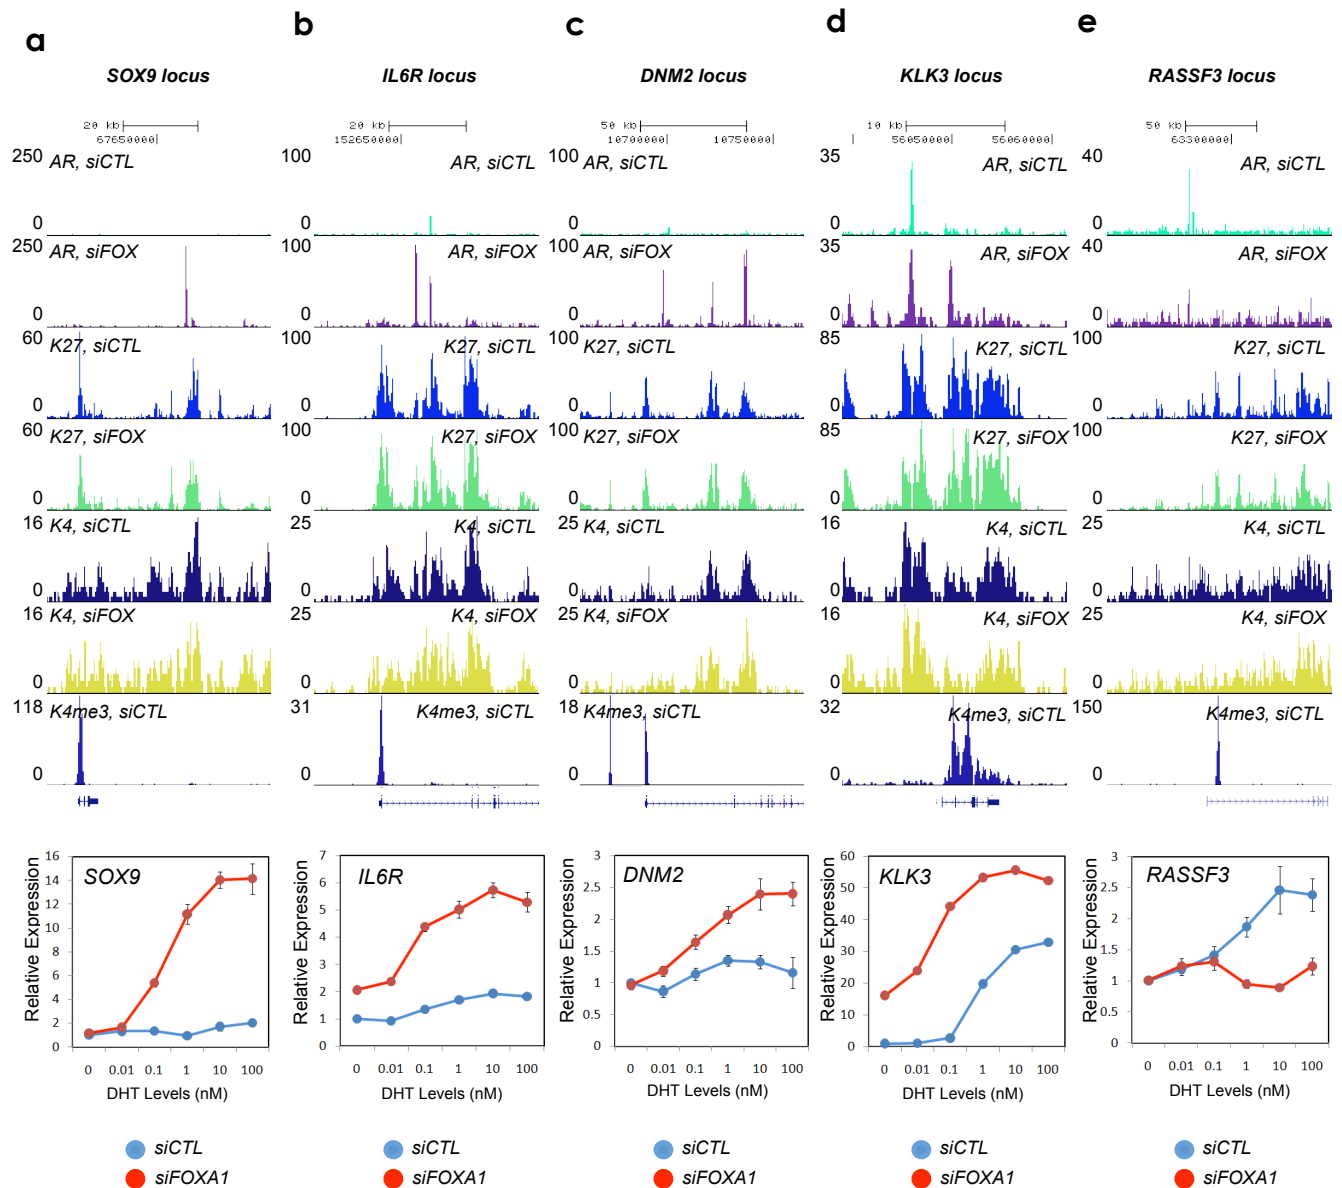 a
b
c
d
e
SOX9 locus
IL6R locus
DNM2 locus
KLK3 locus
RASSF3 locus
20 kb
67650000
20 kb
152650000
50 kb
10700000
10750000
10 kb
56050000
56060000
50 kb
63300000
250
AR, siCTL
0
100
AR, siCTL
0
100
AR, siCTL
0
35
AR, siCTL
0
40
AR, siCTL
0
250
AR, siFOX
0
100
AR, siFOX
0
100
AR, siFOX
0
35
AR, siFOX
0
40
AR, siFOX
0
60
K27, siCTL
0
100
K27, siCTL
0
100
K27, siCTL
0
85
K27, siCTL
0
100
K27, siCTL
0
60
K27, siFOX
0
100
K27, siFOX
0
100
K27, siFOX
0
85
K27, siFOX
0
100
K27, siFOX
0
16
K4, siCTL
0
25
K4, siCTL
0
25
K4, siCTL
0
16
K4, siCTL
0
25
K4, siCTL
0
16
K4, siFOX
0
25
K4, siFOX
0
25
K4, siFOX
0
16
K4, siFOX
0
25
K4, siFOX
0
118
K4me3, siCTL
0
31
K4me3, siCTL
0
18
K4me3, siCTL
0
32
K4me3, siCTL
0
150
K4me3, siCTL
0
Relative Expression
16
14
12
10
8
6
4
2
0
SOX9
0 0.01 0.1 1 10 100
DHT Levels (nM)
siCTL
siFOXA1
Relative Expression
7
6
5
4
3
2
1
0
IL6R
0 0.01 0.1 1 10 100
DHT Levels (nM)
siCTL
siFOXA1
Relative Expression
3
2.5
2
1.5
1
0.5
0
DNM2
0 0.01 0.1 1 10 100
DHT Levels (nM)
siCTL
siFOXA1
Relative Expression
60
50
40
30
20
10
0
KLK3
0 0.01 0.1 1 10 100
DHT Levels (nM)
siCTL
siFOXA1
Relative Expression
3
2.5
2
1.5
1
0.5
0
RASSF3
0 0.01 0.1 1 10 100
DHT Levels (nM)
siCTL
siFOXA1